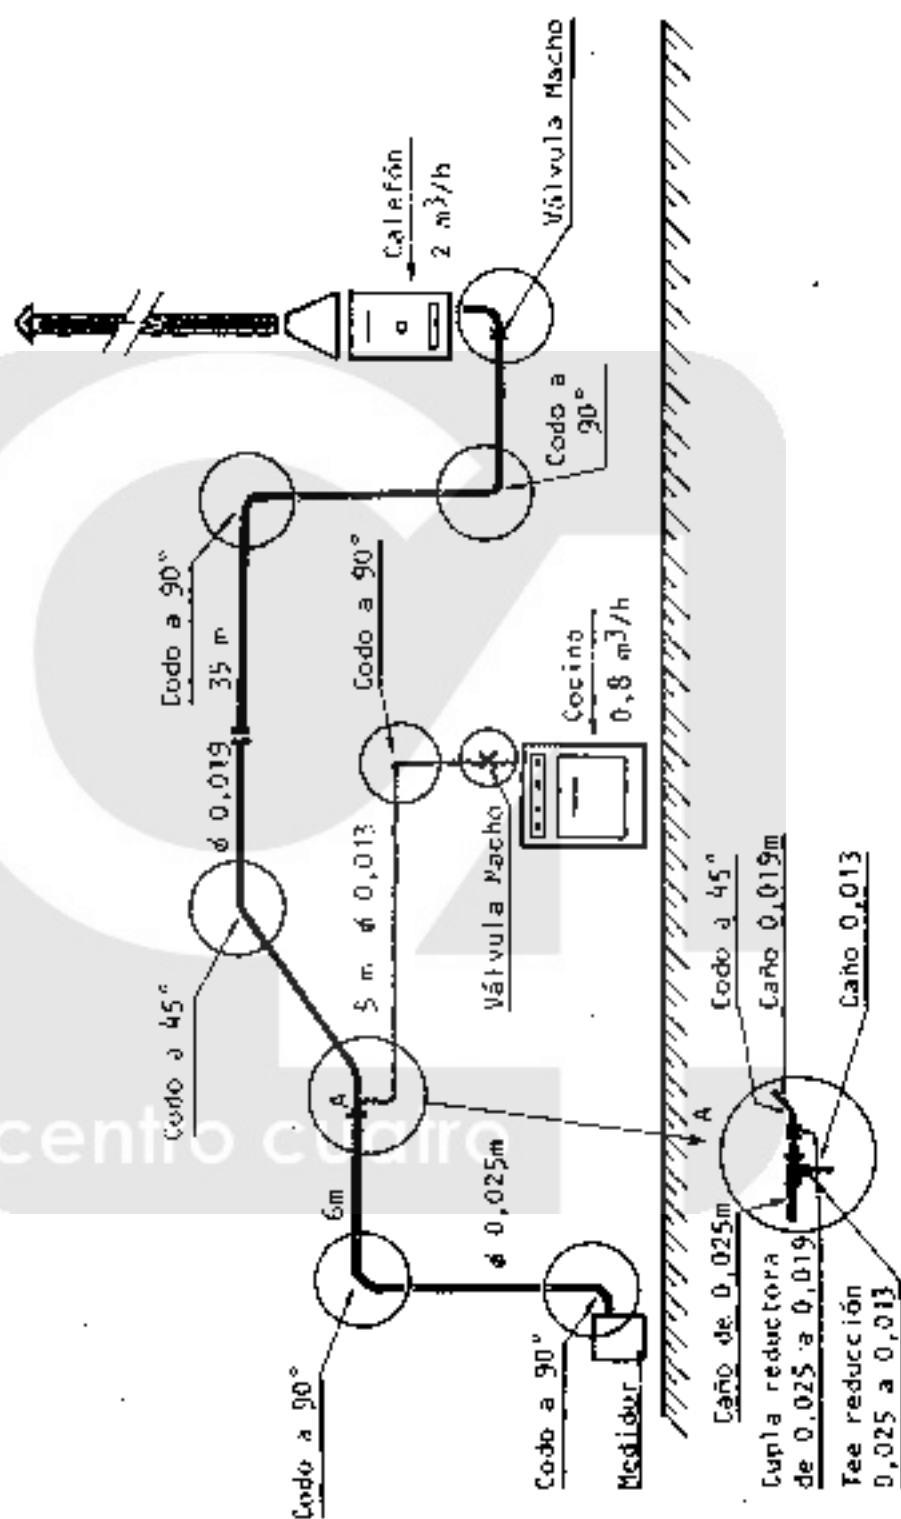 Válvula Macho
Calefón
2 m³/h
Codo a
90°
Codo a 90°
35 m
ø 0,019
Codo a 90°
Cocina
0,8 m³/h
5 m ø 0,013
Válvula Macho
Codo a 45°
A
6m
ø 0,025m
Codo a 90°
Codo a 90°
Medidor
A
Codo a 45°
Caño 0,019m
Caño 0,013
Caño de 0,025m
Cupla reductora
de 0,025 a 0,019
Tee reducción
0,025 a 0,013
centro cuatro